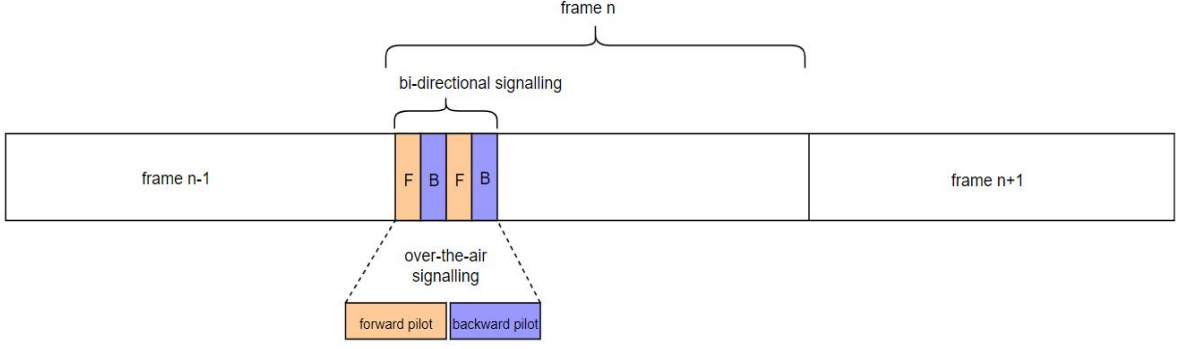 frame n
bi-directional signalling
frame n-1
F B F B
frame n+1
over-the-air
signalling
forward pilot
backward pilot